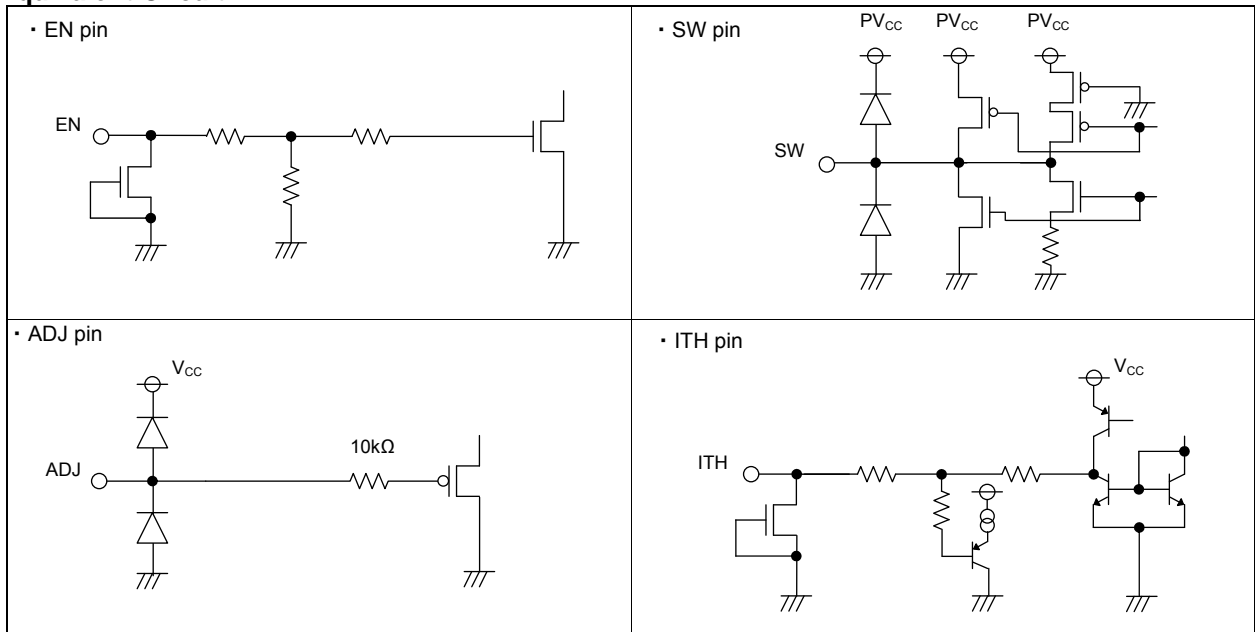 ・EN pin
EN
・SW pin
PVCC PVCC PVCC
SW
・ADJ pin
VCC
10kΩ
ADJ
・ITH pin
VCC
ITH